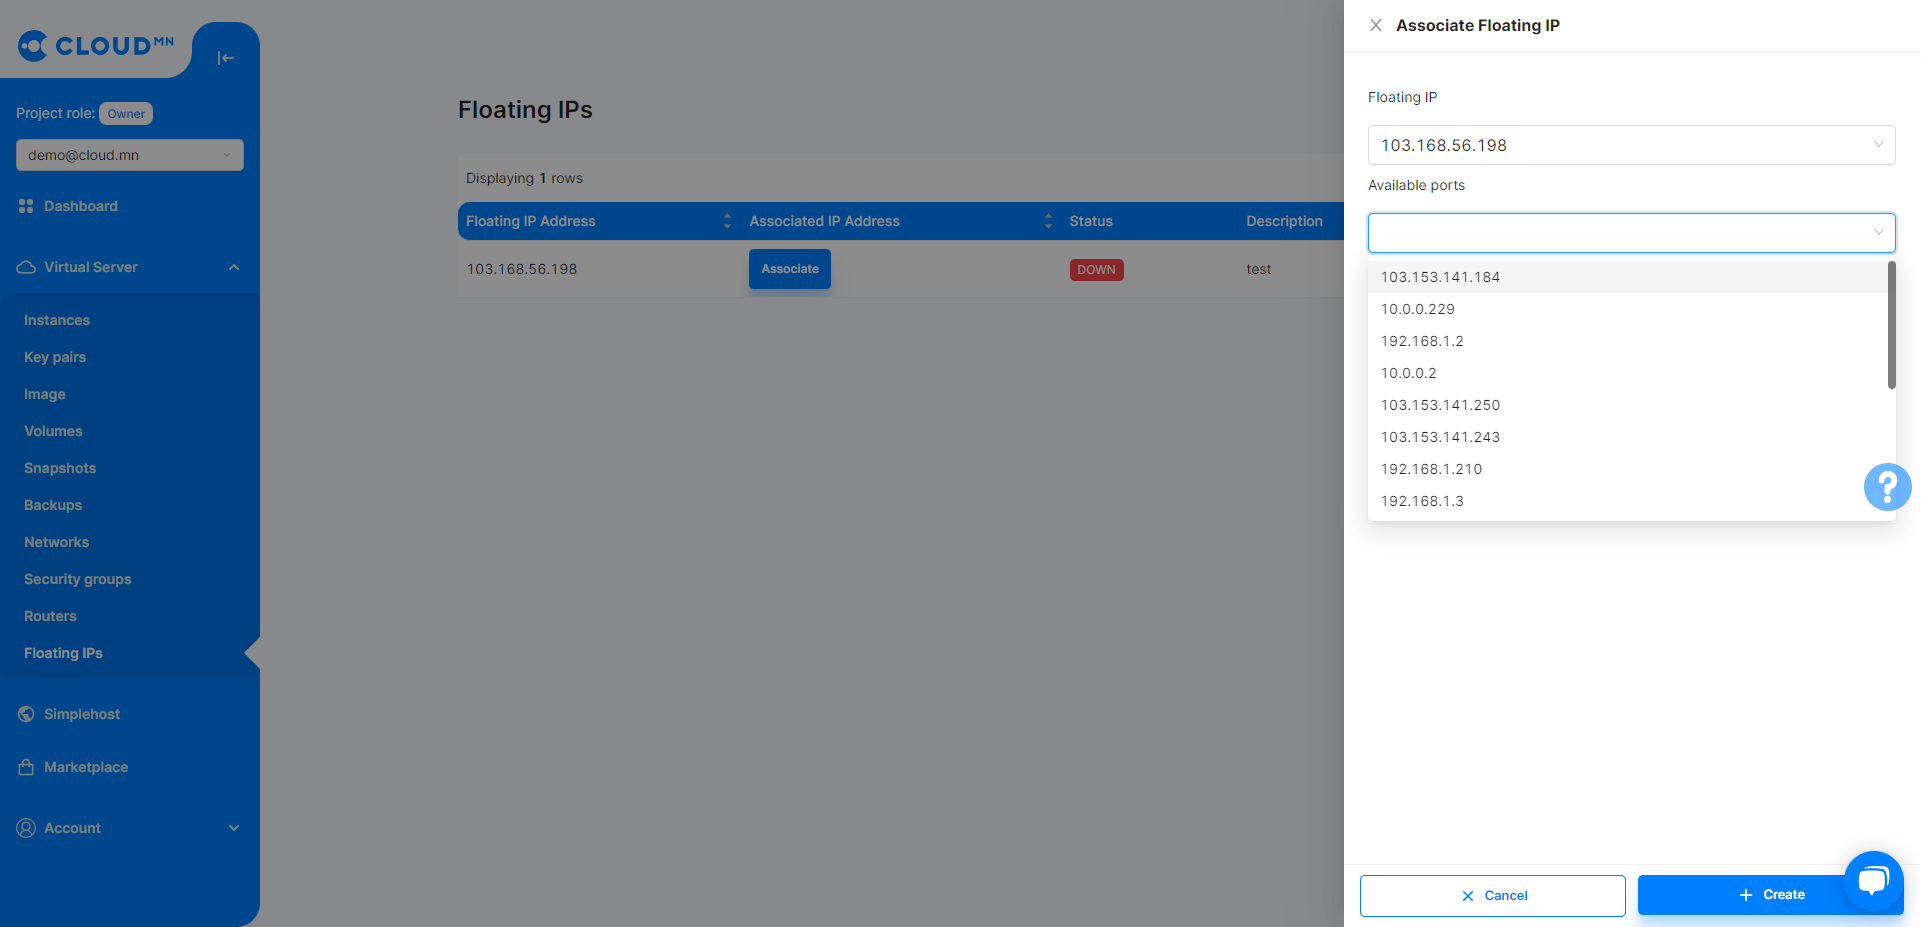 CLOUD MN
Project role: Owner
demo@cloud.mn
Dashboard
Virtual Server
Instances
Key pairs
Image
Volumes
Snapshots
Backups
Networks
Security groups
Routers
Floating IPs
Simplehost
Marketplace
Account
Floating IPs
Displaying 1 rows
Floating IP Address Associated IP Address Status Description
103.168.56.198 Associate DOWN test
Associate Floating IP
Floating IP
103.168.56.198
Available ports
103.153.141.184
10.0.0.229
192.168.1.2
10.0.0.2
103.153.141.250
103.153.141.243
192.168.1.210
192.168.1.3
?
Cancel
+ Create